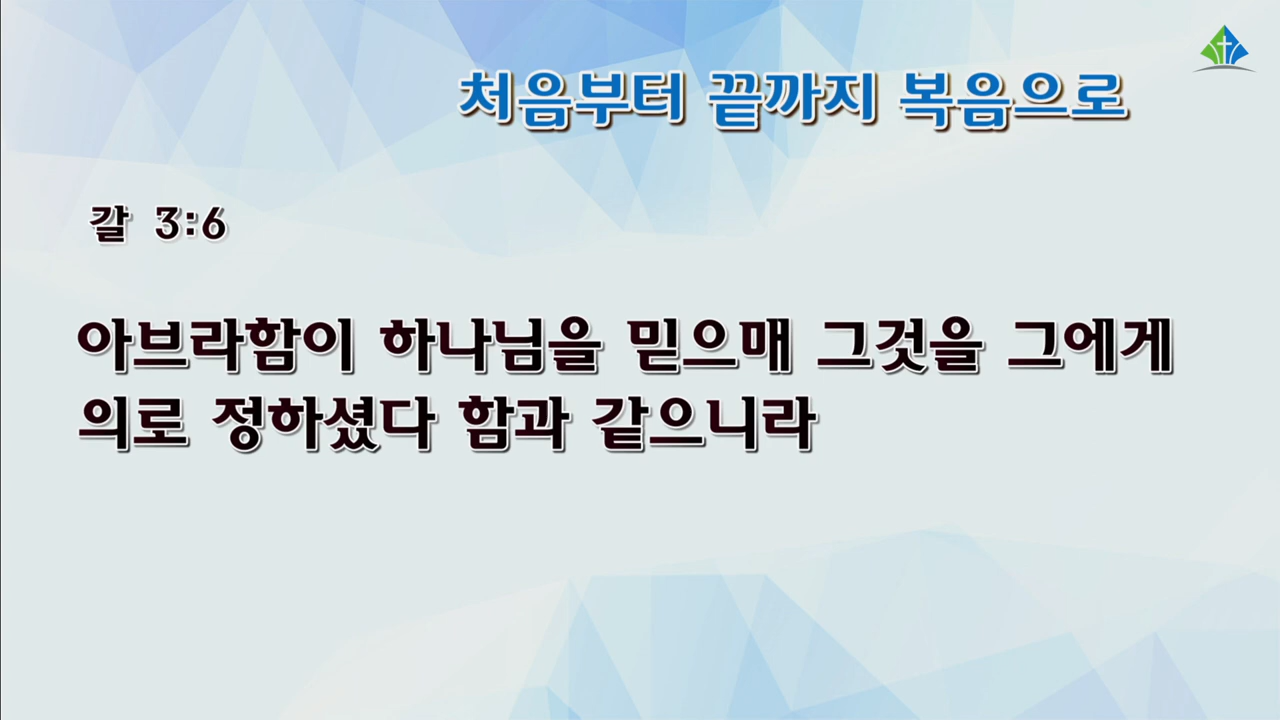 처음부터 끝까지 복음으로
갈 3:6
아브라함이 하나님을 믿으매 그것을 그에게
의로 정하셨다 함과 같으니라